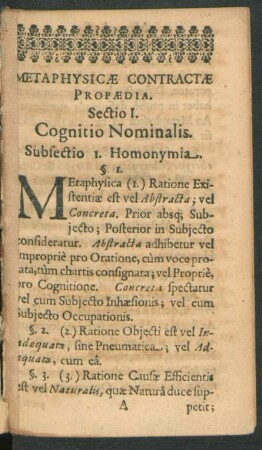 METAPHYSICÆ CONTRACTÆ
PROPÆDIA.
Sectio I.
Cognitio Nominalis.
Subsectio 1. Homonymia.
§ 1.
MEtaphysica (1.) Ratione Exi-
stentiæ est vel Abstracta; vel
Concreta. Prior absq; Sub-
jecto; Posterior in Subjecto
consideratur. Abstracta adhibetur vel
impropriè pro Oratione, cùm voce pro-
lata, tùm chartis consignata; vel Propriè,
pro Cognitione. Concreta spectatur
vel cum Subjecto Inhæsionis; vel cum
Subjecto Occupationis.
§. 2. (2.) Ratione Objecti est vel In-
adæquata, sine Pneumatica; vel Ad-
æquata, cum eâ.
§. 3. (3.) Ratione Causæ Efficientis
est vel Naturalis, quæ Naturâ duce sup-
A petit;